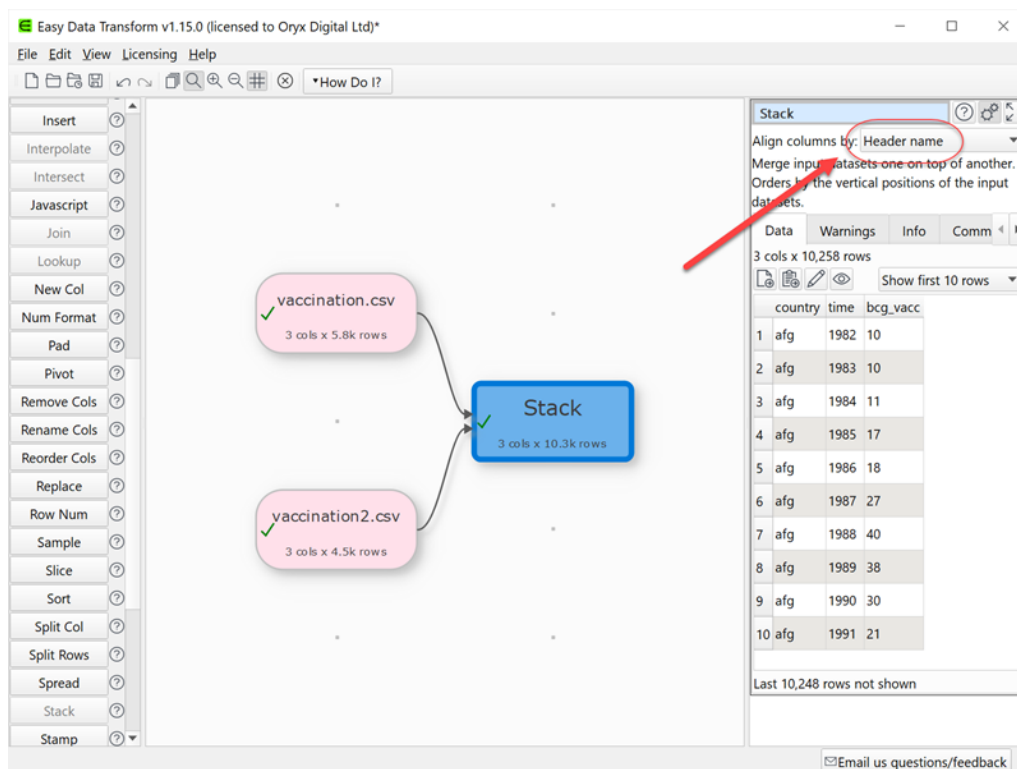 Easy Data Transform v1.15.0 (licensed to Oryx Digital Ltd)*
File Edit View Licensing Help
How Do I?
Insert
Interpolate
Intersect
Javascript
Join
Lookup
New Col
Num Format
Pad
Pivot
Remove Cols
Rename Cols
Reorder Cols
Replace
Row Num
Sample
Slice
Sort
Split Col
Split Rows
Spread
Stack
Stamp
vaccination.csv
3 cols x 5.8k rows
Stack
3 cols x 10.3k rows
vaccination2.csv
3 cols x 4.5k rows
Stack
Align columns by: Header name
Merge input datasets one on top of another.
Orders by the vertical positions of the input
datasets.
Data Warnings Info Comm
3 cols x 10,258 rows
Show first 10 rows
country time bcg_vacc
1 afg 1982 10
2 afg 1983 10
3 afg 1984 11
4 afg 1985 17
5 afg 1986 18
6 afg 1987 27
7 afg 1988 40
8 afg 1989 38
9 afg 1990 30
10 afg 1991 21
Last 10,248 rows not shown
Email us questions/feedback